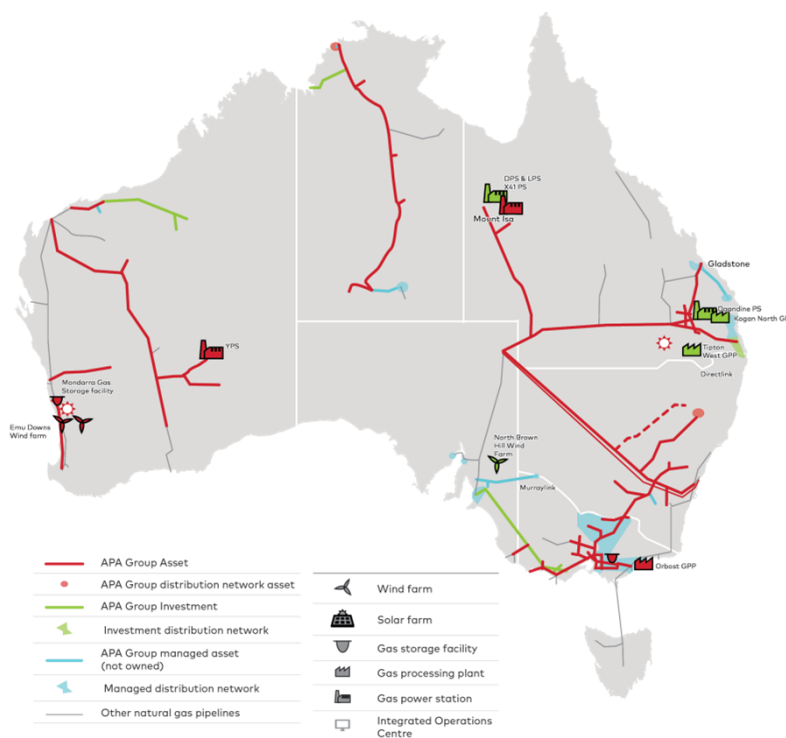 DPS & LPS
X41 PS
Mount Isa
Gladstone
PS
Kogan North
YPS
Tipton
West GPP
Directlink
Mondarra Gas
Storage facility
Emu Downs
Wind farm
North Brown
Hill Wind
Farm
Murraylink
Orbost GPP
APA Group Asset
APA Group distribution network asset
APA Group Investment
Investment distribution network
APA Group managed asset
(not owned)
Managed distribution network
Other natural gas pipelines
Wind farm
Solar farm
Gas storage facility
Gas processing plant
Gas power station
Integrated Operations
Centre